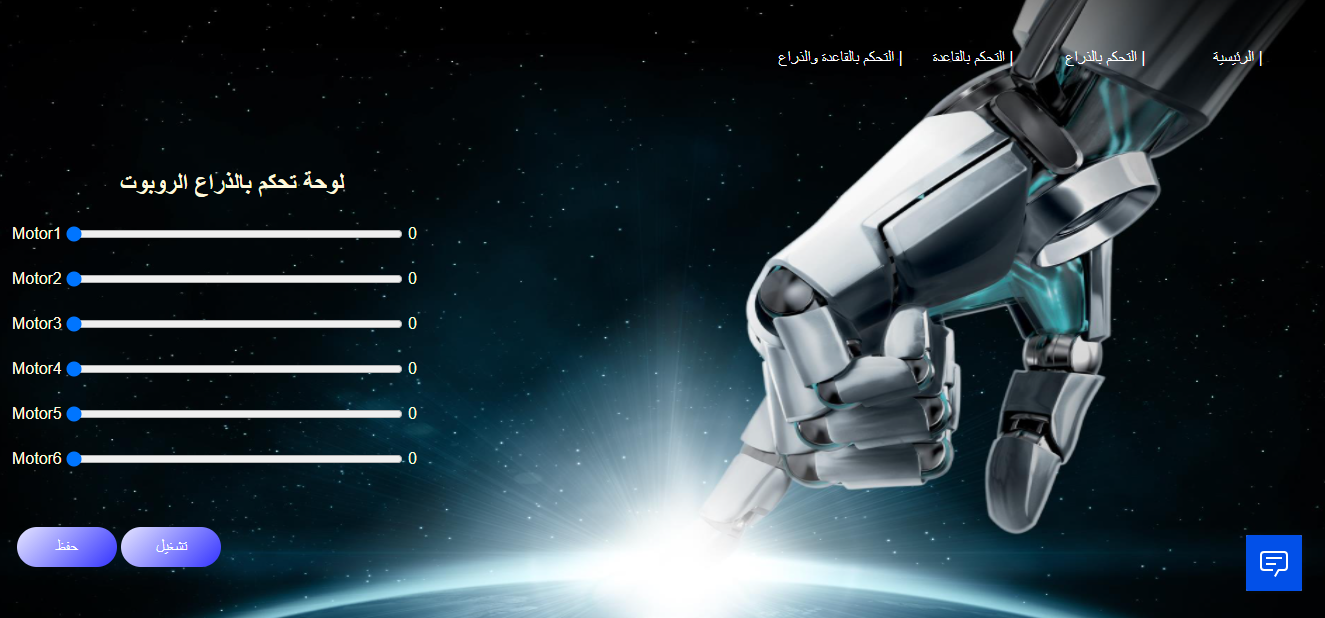 | الرئيسية | التحكم بالذراع | التحكم بالقاعدة | التحكم بالقاعدة والذراع
لوحة تحكم بالذراع الروبوت
Motor1 0
Motor2 0
Motor3 0
Motor4 0
Motor5 0
Motor6 0
حفظ تشغيل